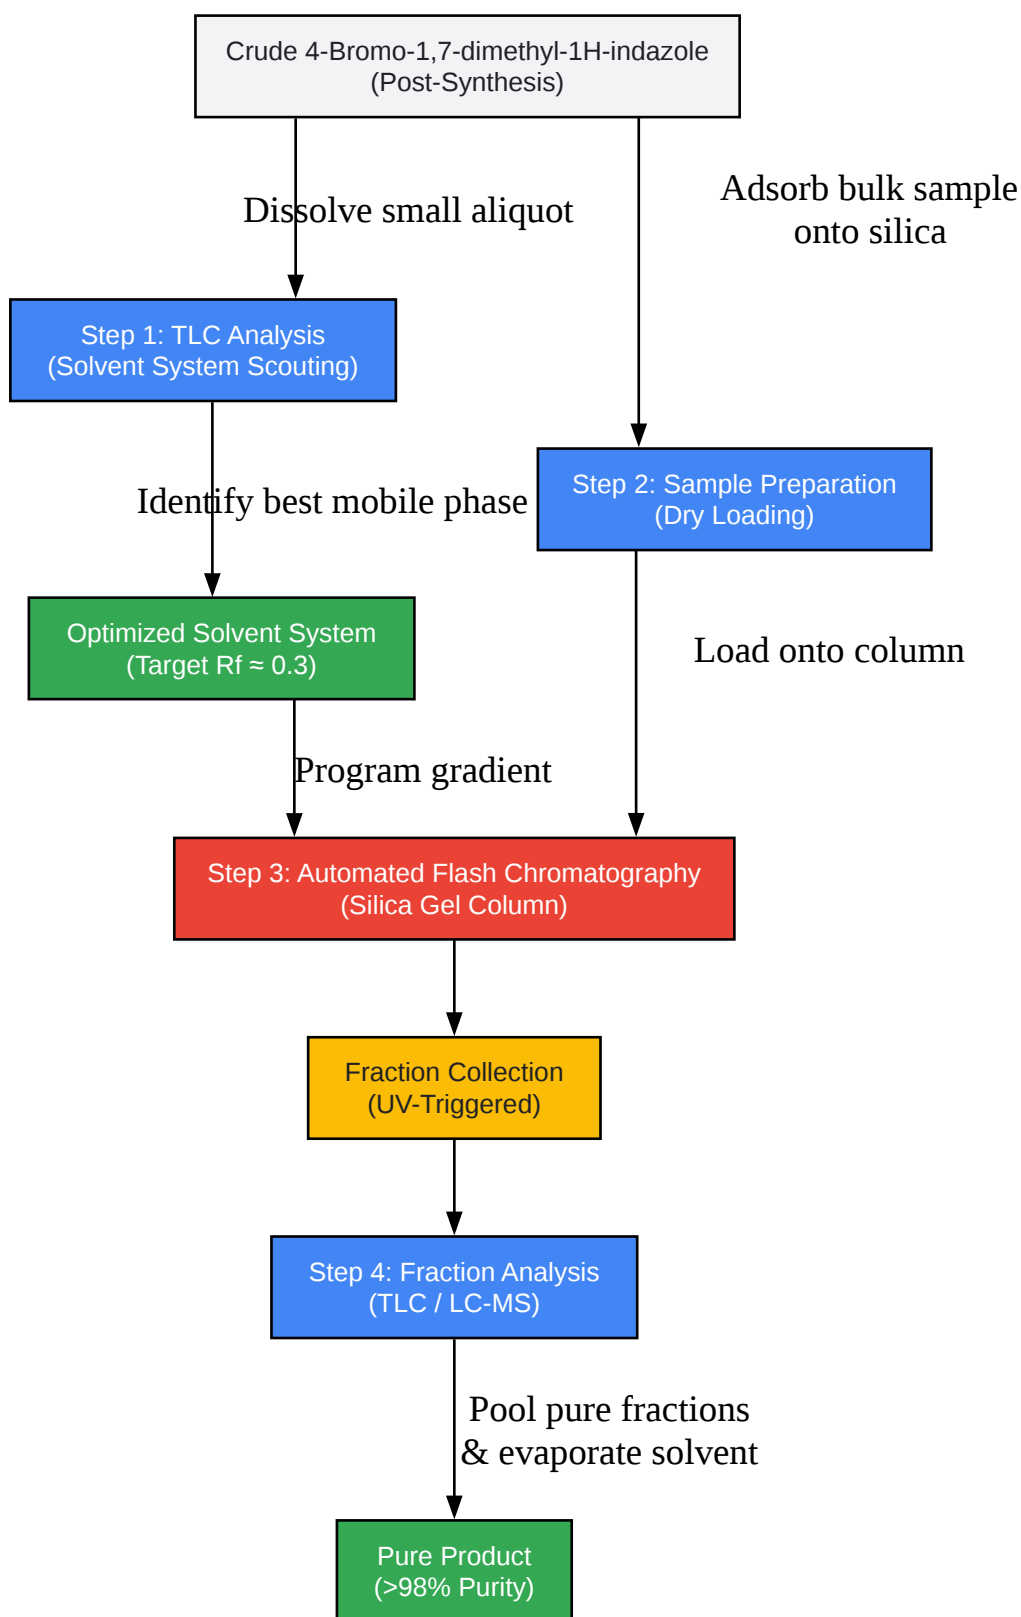 Crude 4-Bromo-1,7-dimethyl-1H-indazole
(Post-Synthesis)
Dissolve small aliquot
Adsorb bulk sample
onto silica
Step 1: TLC Analysis
(Solvent System Scouting)
Identify best mobile phase
Step 2: Sample Preparation
(Dry Loading)
Optimized Solvent System
(Target Rf ≈ 0.3)
Load onto column
Program gradient
Step 3: Automated Flash Chromatography
(Silica Gel Column)
Fraction Collection
(UV-Triggered)
Step 4: Fraction Analysis
(TLC / LC-MS)
Pool pure fractions
& evaporate solvent
Pure Product
(>98% Purity)